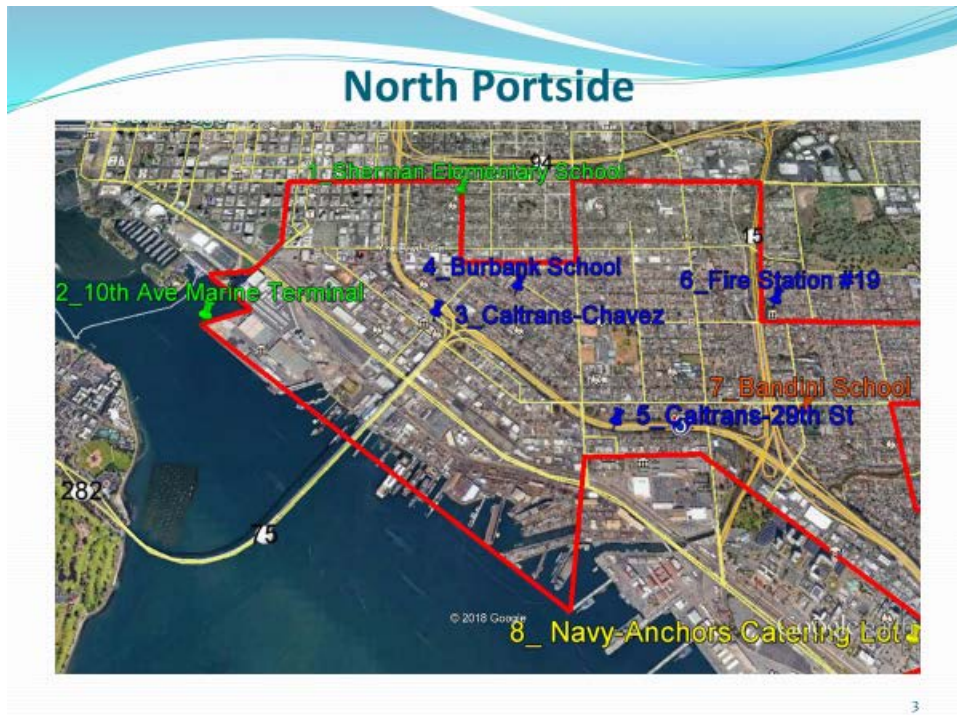 North Portside
94
1_Sherman Elementary School
15
4_Burbank School
6_Fire Station #19
2_10th Ave Marine Terminal
3_Caltrans-Chavez
7_Bandini School
5_Caltrans-29th St
5
282
75
© 2018 Google
8_ Navy-Anchors Catering Lot
3